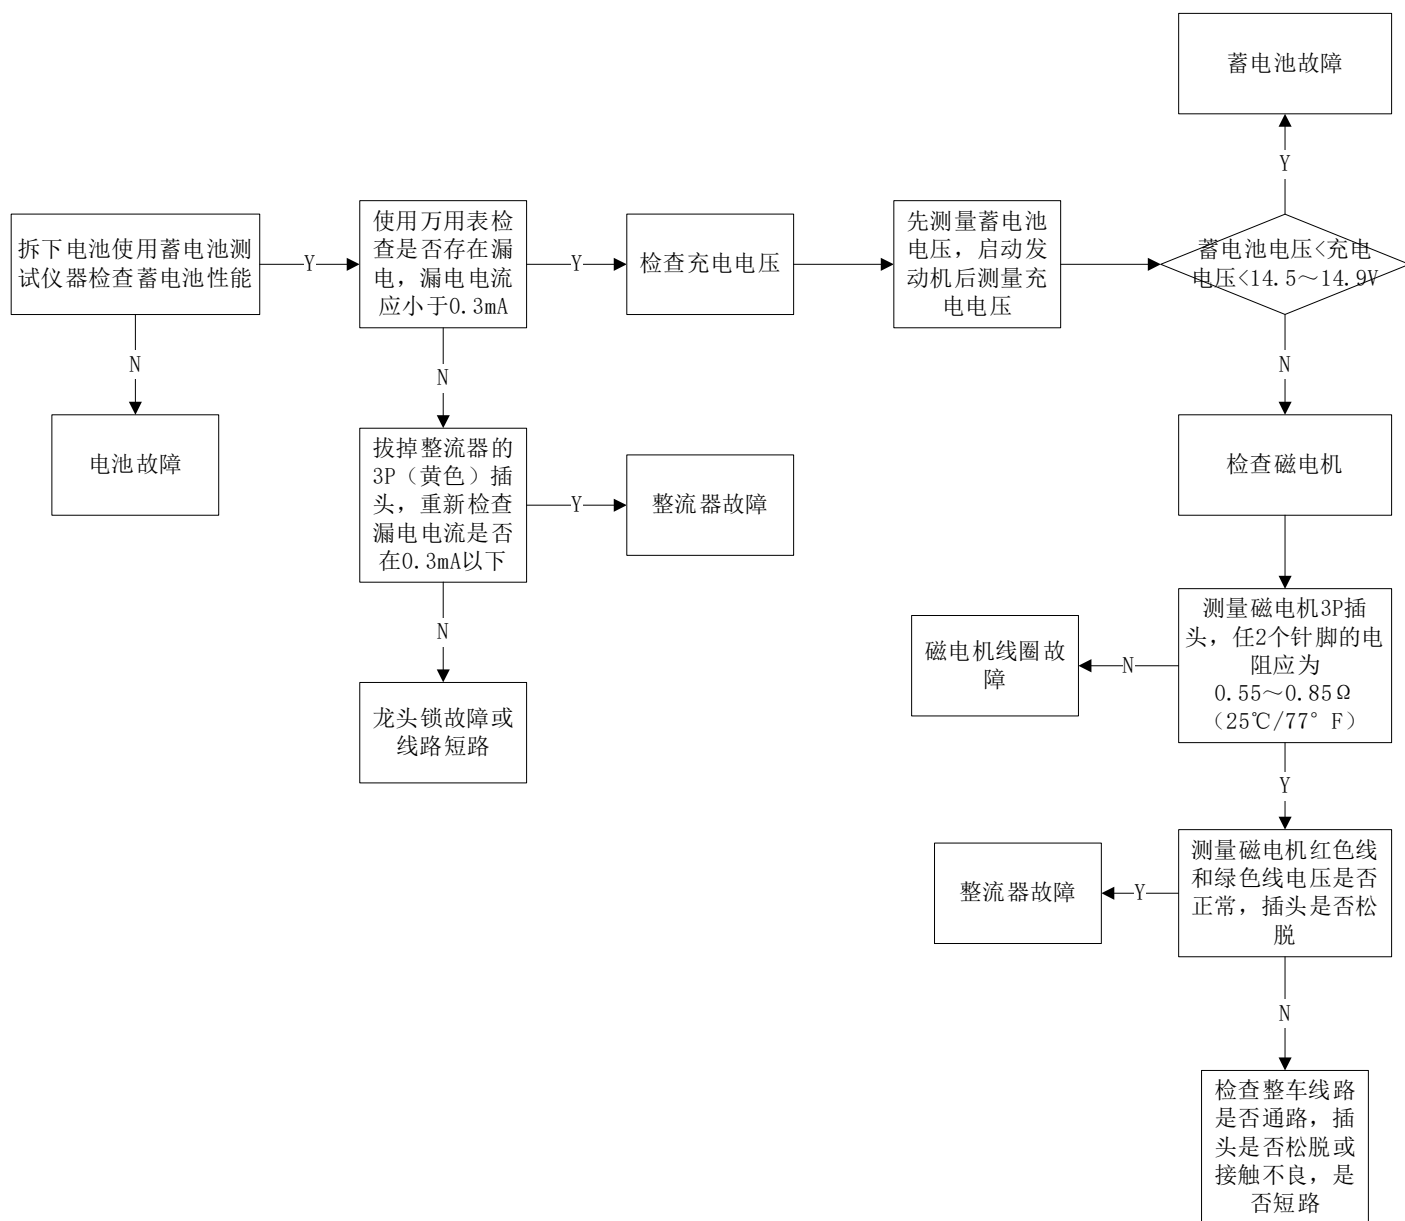 蓄电池故障
Y
拆下电池使用蓄电池测
试仪器检查蓄电池性能
Y
使用万用表检
查是否存在漏
电，漏电电流
应小于0.3mA
Y
检查充电电压
先测量蓄电池
电压，启动发
动机后测量充
电电压
蓄电池电压<充电
电压<14.5～14.9V
N
N
N
电池故障
拔掉整流器的
3P（黄色）插
头，重新检查
漏电电流是否
在0.3mA以下
Y
整流器故障
检查磁电机
N
龙头锁故障或
线路短路
测量磁电机3P插
头，任2个针脚的电
阻应为
0.55～0.85Ω
（25℃/77°F）
N
磁电机线圈故
障
Y
测量磁电机红色线
和绿色线电压是否
正常，插头是否松
脱
Y
整流器故障
N
检查整车线路
是否通路，插
头是否松脱或
接触不良，是
否短路